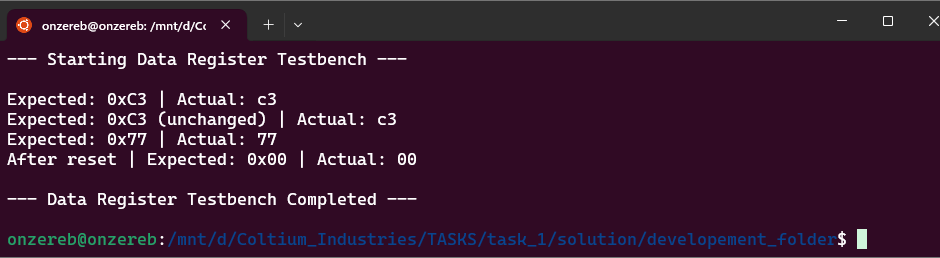 onzereb@onzereb: /mnt/d/Cc
--- Starting Data Register Testbench ---
Expected: 0xC3 | Actual: c3
Expected: 0xC3 (unchanged) | Actual: c3
Expected: 0x77 | Actual: 77
After reset | Expected: 0x00 | Actual: 00
--- Data Register Testbench Completed ---
onzereb@onzereb:/mnt/d/Coltium_Industries/TASKS/task_1/solution/developement_folder$